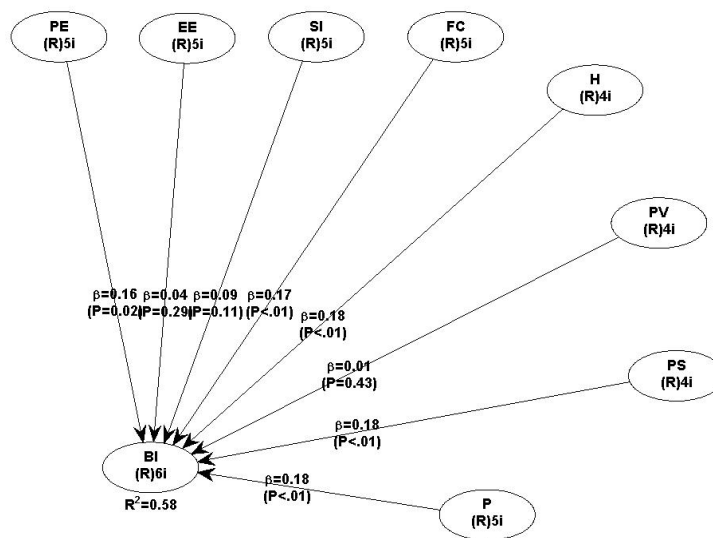 PE
(R)5i
EE
(R)5i
SI
(R)5i
FC
(R)5i
H
(R)4i
PV
(R)4i
β=0.16
(P=0.02)
β=0.04
(P=0.29)
β=0.09
(P=0.11)
β=0.17
(P<.01)
β=0.18
(P<.01)
β=0.01
(P=0.43)
PS
(R)4i
β=0.18
(P<.01)
BI
(R)6i
R²=0.58
β=0.18
(P<.01)
P
(R)5i